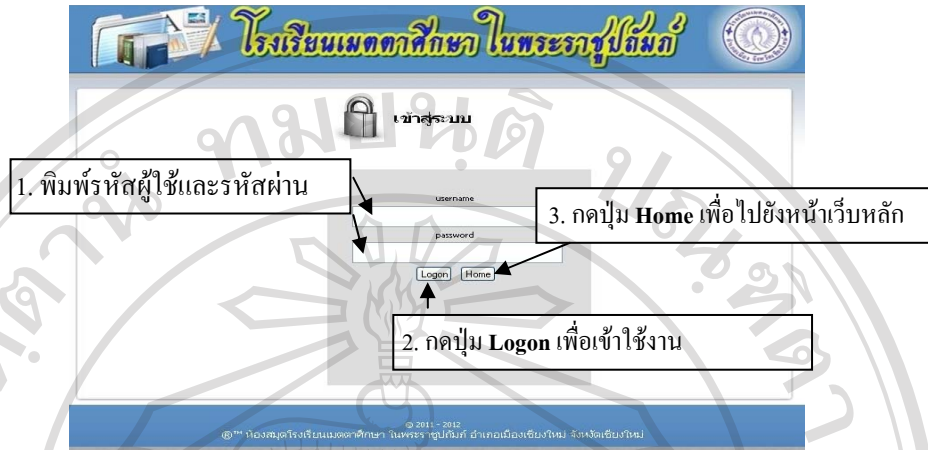 โรงเรียนเมตตาศึกษา ในพระราชูปถัมภ์
เข้าสู่ระบบ
1. พิมพ์รหัสผู้ใช้และรหัสผ่าน
username
3. กดปุ่ม Home เพื่อไปยังหน้าเว็บหลัก
password
Logon Home
2. กดปุ่ม Logon เพื่อเข้าใช้งาน
© 2011 - 2012
®™ ห้องสมุดโรงเรียนเมตตาศึกษา ในพระราชูปถัมภ์ อำเภอเมืองเชียงใหม่ จังหวัดเชียงใหม่